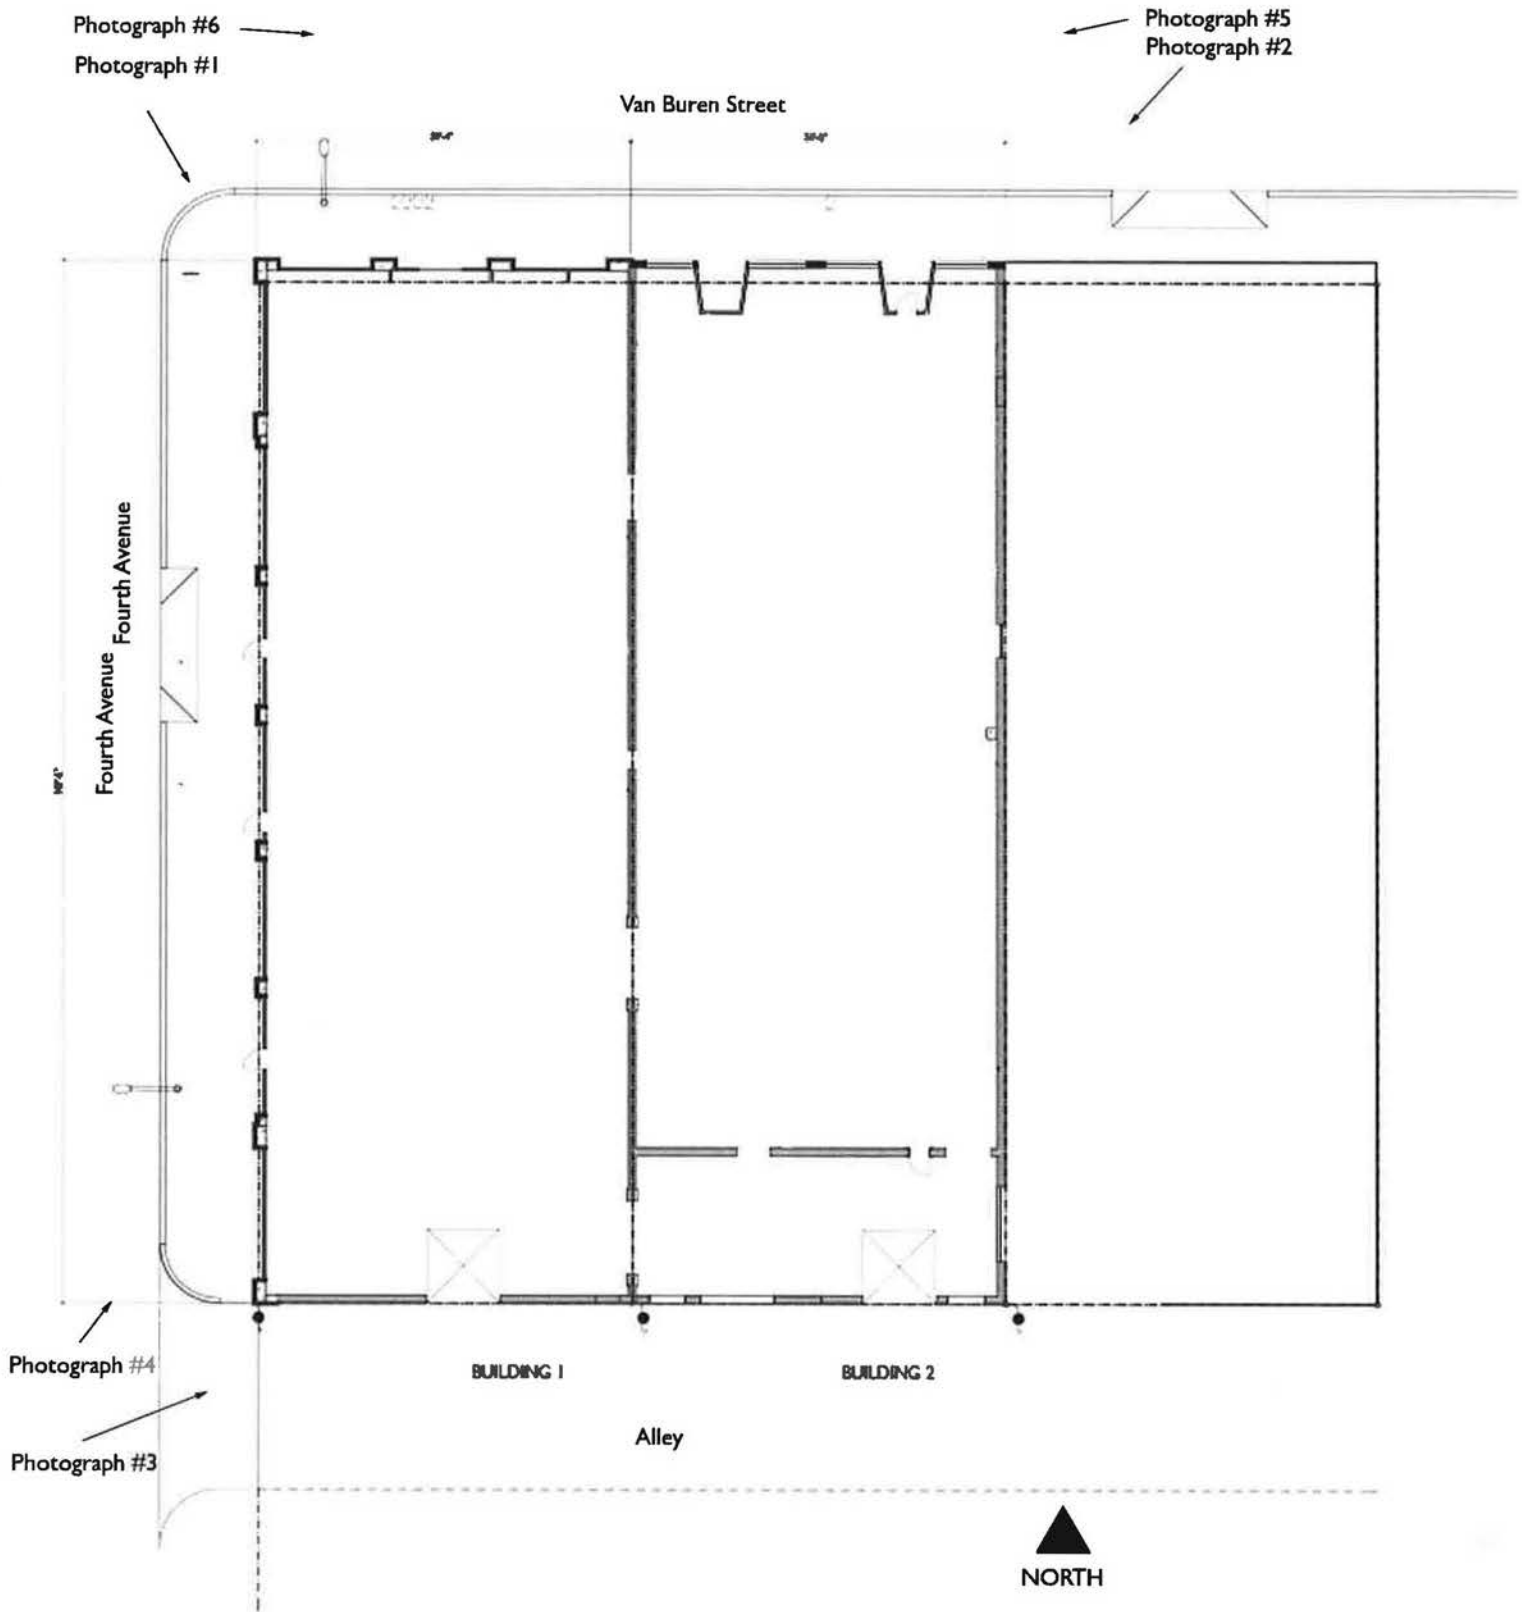 Photograph #6
Photograph #5
Photograph #1
Photograph #2
Van Buren Street
Fourth Avenue
Fourth Avenue
Photograph #4
BUILDING 1
BUILDING 2
Alley
Photograph #3
NORTH